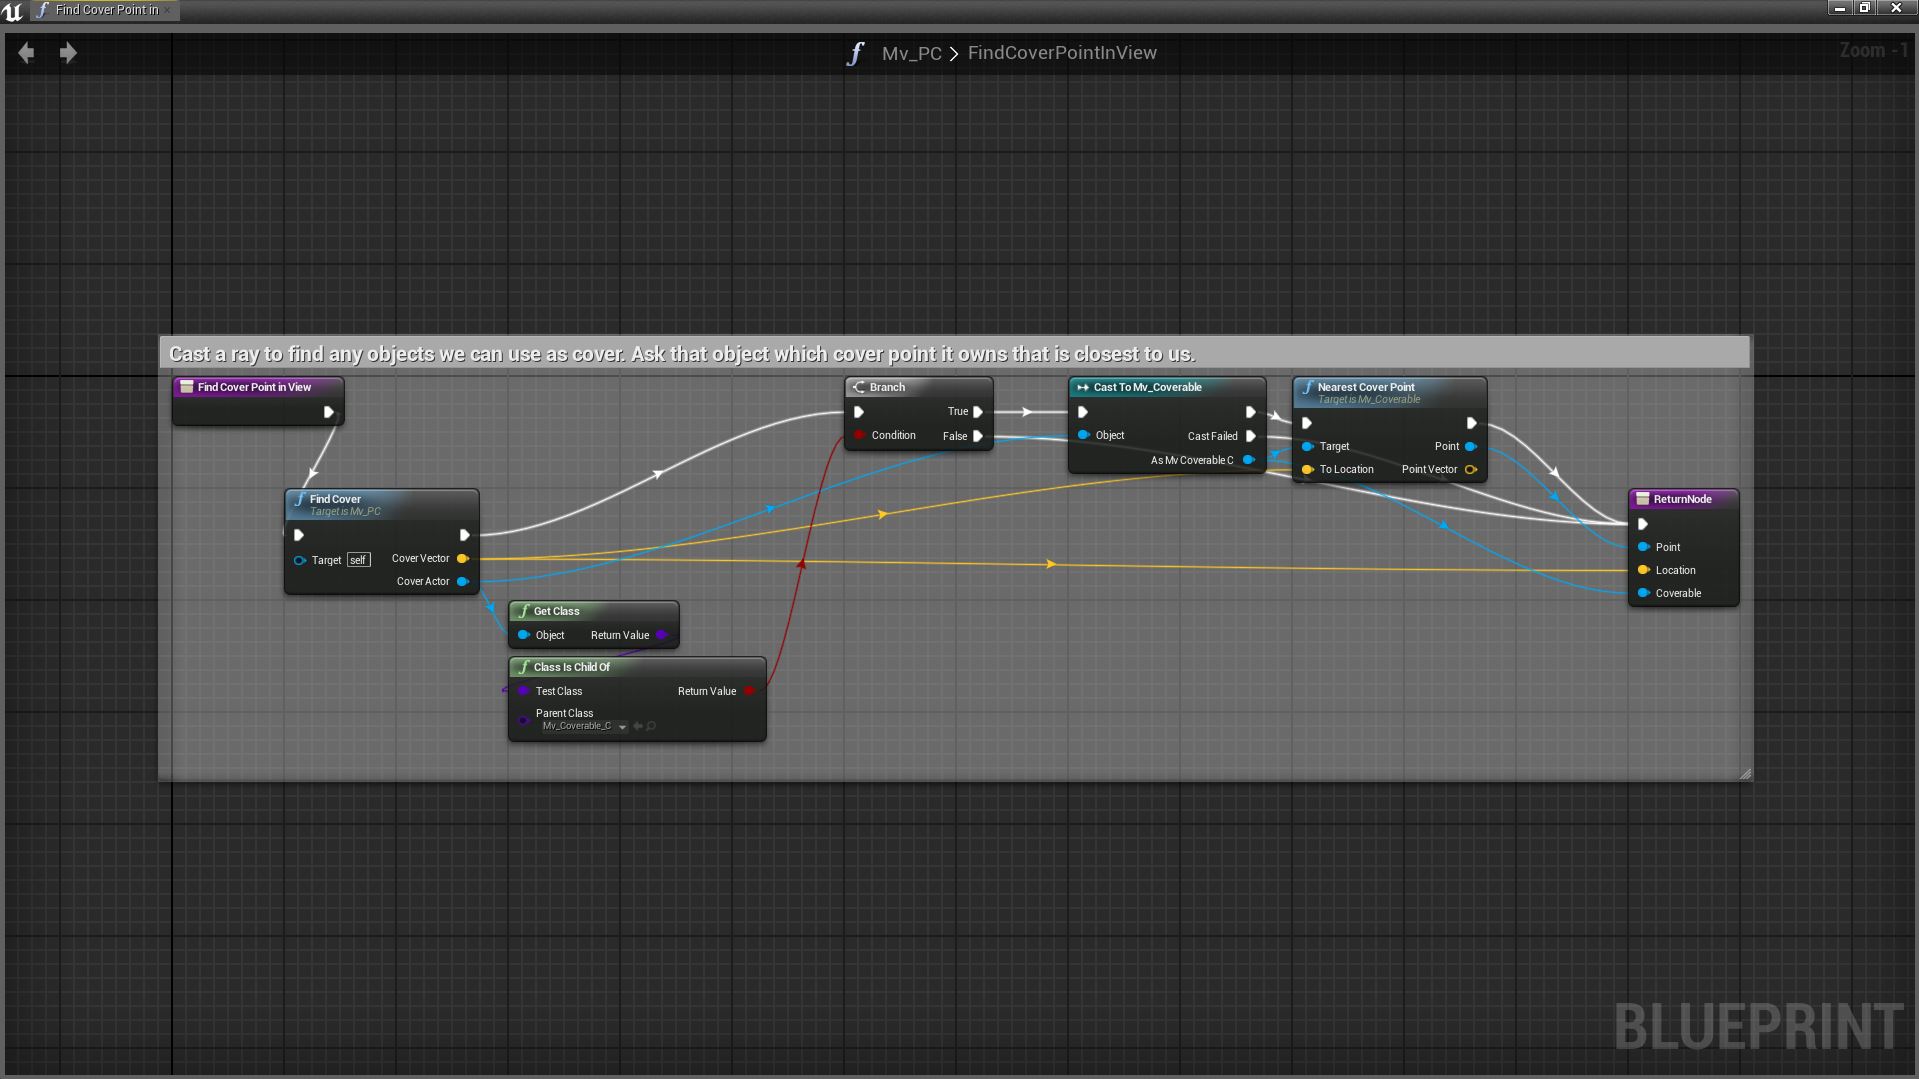 Find Cover Point in
Mv_PC > FindCoverPointInView
Zoom -1
Cast a ray to find any objects we can use as cover. Ask that object which cover point it owns that is closest to us.
Find Cover Point in View
Branch
True
Condition
False
Cast To Mv_Coverable
Object
Cast Failed
As Mv Coverable C
Nearest Cover Point
Target is Mv_Coverable
Target
Point
To Location
Point Vector
Find Cover
Target is Mv_PC
Target self
Cover Vector
Cover Actor
ReturnNode
Point
Location
Coverable
Get Class
Object
Return Value
Class Is Child Of
Test Class
Return Value
Parent Class
Mv_Coverable_C
BLUEPRINT